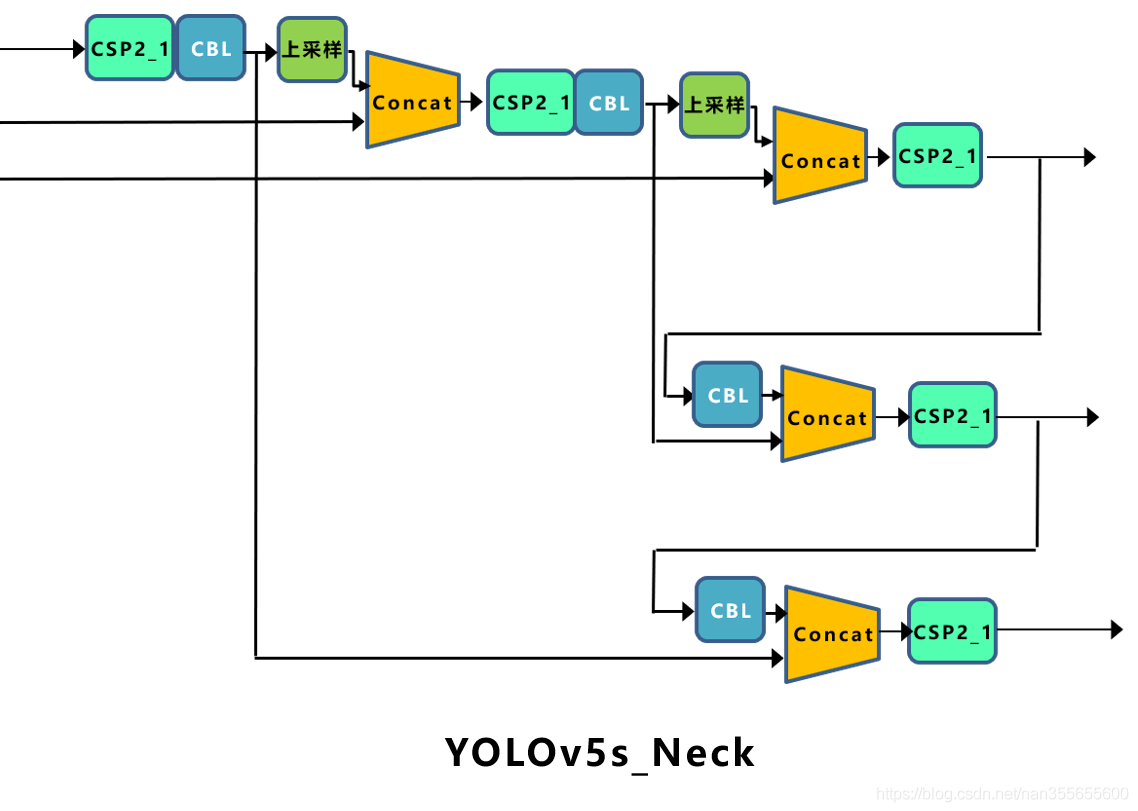 CSP2_1
CBL
上采样
Concat
CSP2_1
CBL
上采样
Concat
CSP2_1
CBL
Concat
CSP2_1
CBL
Concat
CSP2_1
YOLOv5s_Neck
https://blog.csdn.net/nan355655600